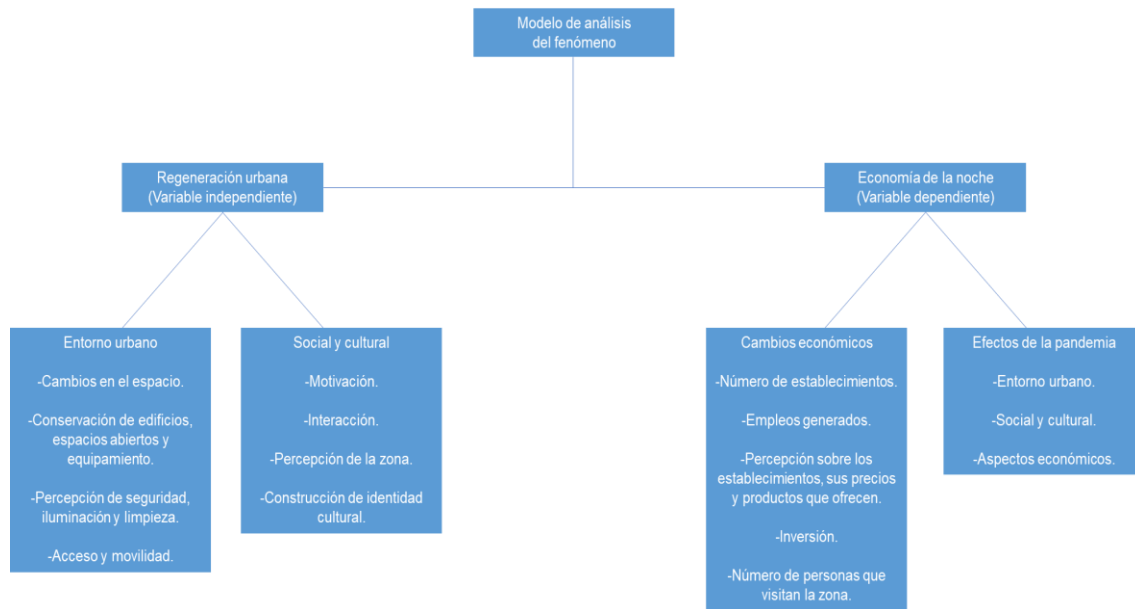 Modelo de análisis
del fenómeno
Regeneración urbana
(Variable independiente)
Economía de la noche
(Variable dependiente)
Entorno urbano
-Cambios en el espacio.
-Conservación de edificios,
espacios abiertos y
equipamiento.
-Percepción de seguridad,
iluminación y limpieza.
-Acceso y movilidad.
Social y cultural
-Motivación.
-Interacción.
-Percepción de la zona.
-Construcción de identidad
cultural.
Cambios económicos
-Número de establecimientos.
-Empleos generados.
-Percepción sobre los
establecimientos, sus precios
y productos que ofrecen.
-Inversión.
-Número de personas que
visitan la zona.
Efectos de la pandemia
-Entorno urbano.
-Social y cultural.
-Aspectos económicos.